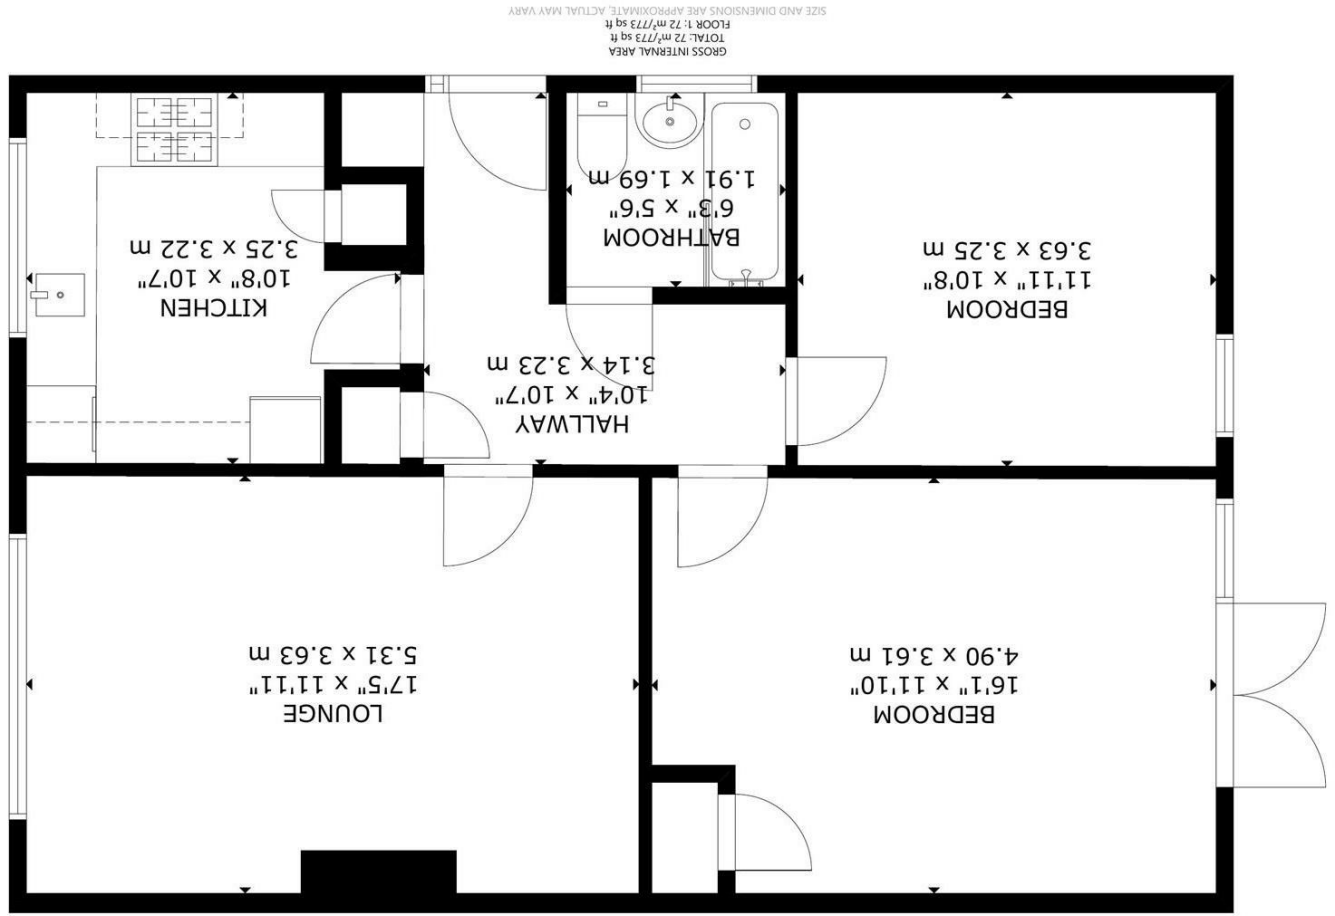 BEDROOM
16'1" x 11'10"
4.90 x 3.61 m
LOUNGE
17'5" x 11'11"
5.31 x 3.63 m
HALLWAY
10'4" x 10'7"
3.14 x 3.23 m
BEDROOM
11'11" x 10'8"
3.63 x 3.25 m
KITCHEN
10'8" x 10'7"
3.25 x 3.22 m
BATHROOM
6'3" x 5'6"
1.91 x 1.69 m
GROSS INTERNAL AREA
TOTAL: 72 m²/773 sq ft
FLOOR 1: 72 m²/773 sq ft
SIZE AND DIMENSIONS ARE APPROXIMATE, ACTUAL MAY VARY